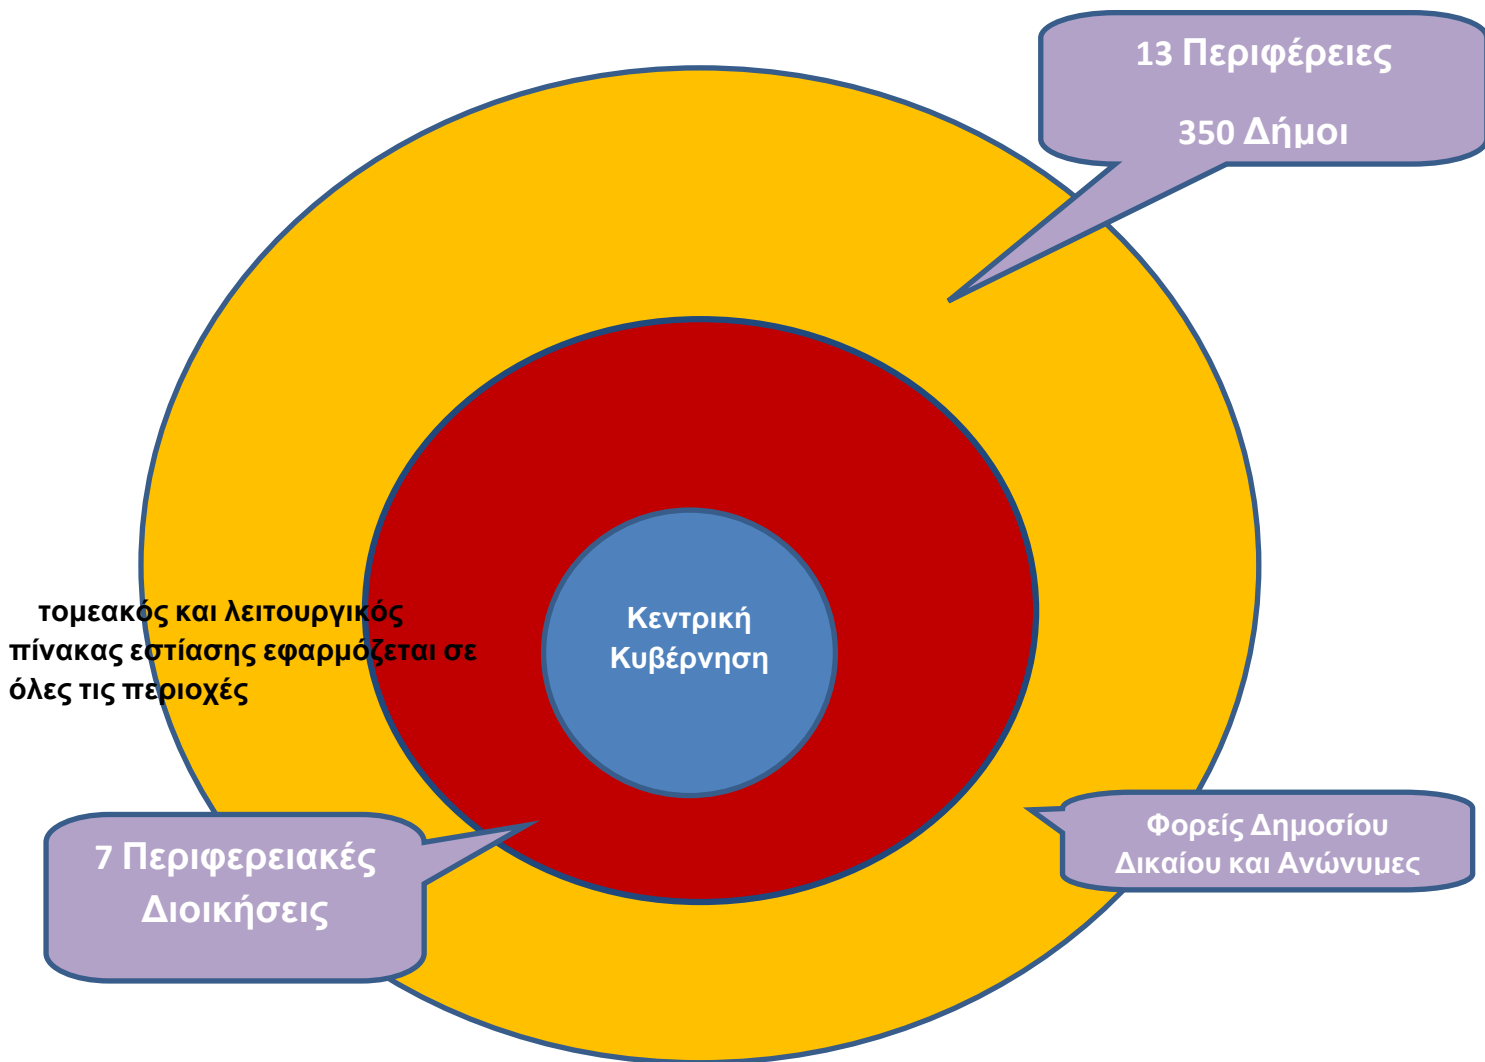 13 Περιφέρειες
350 Δήμοι
τομεακός και λειτουργικός
πίνακας εστίασης εφαρμόζεται σε
όλες τις περιοχές
Κεντρική
Κυβέρνηση
7 Περιφερειακές
Διοικήσεις
Φορείς Δημοσίου
Δικαίου και Ανώνυμες